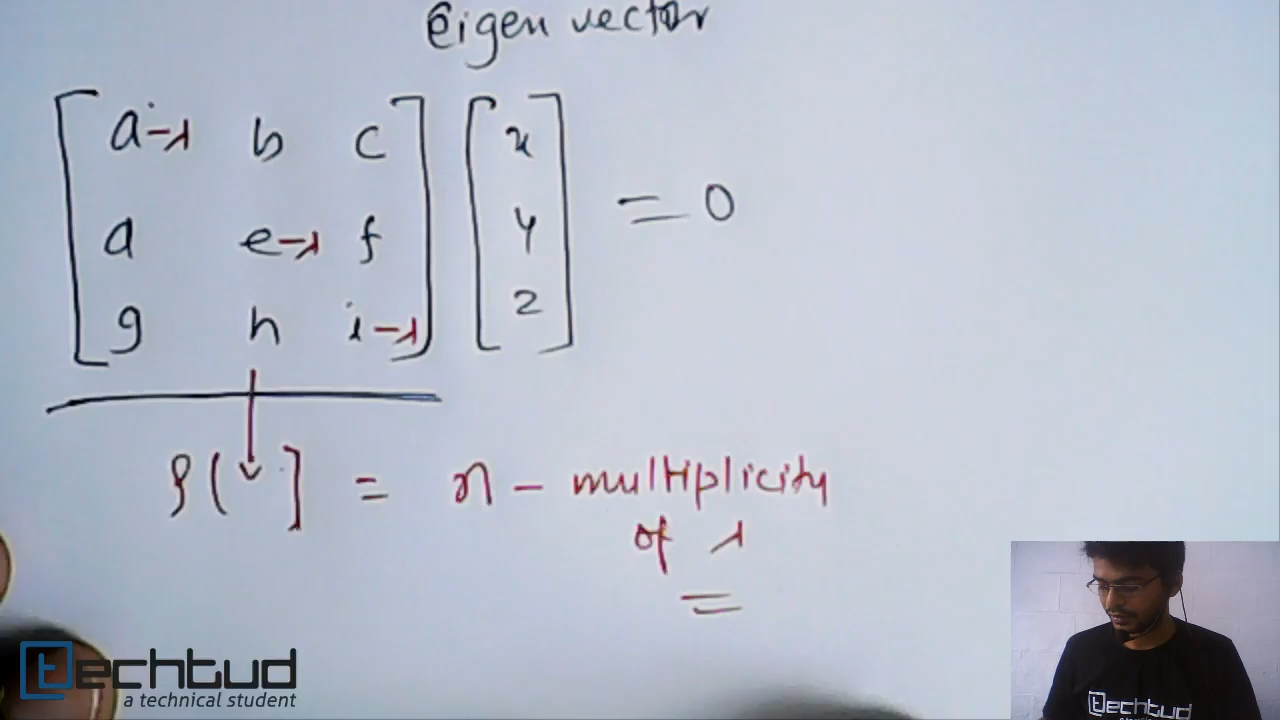 eigen vector
a-λ b c
d e-λ f
g h i-λ
x
y
z
= 0
ρ[ ] = n - multiplicity
of λ
techtud
a technical student
techtud